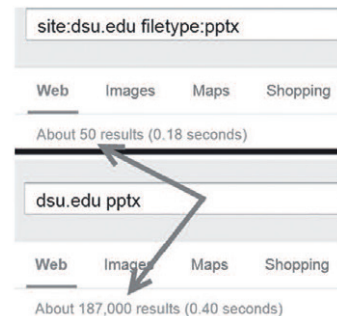 site:dsu.edu filetype:pptx
Web Images Maps Shopping
About 50 results (0.18 seconds)
dsu.edu pptx
Web Images Maps Shopping
About 187,000 results (0.40 seconds)